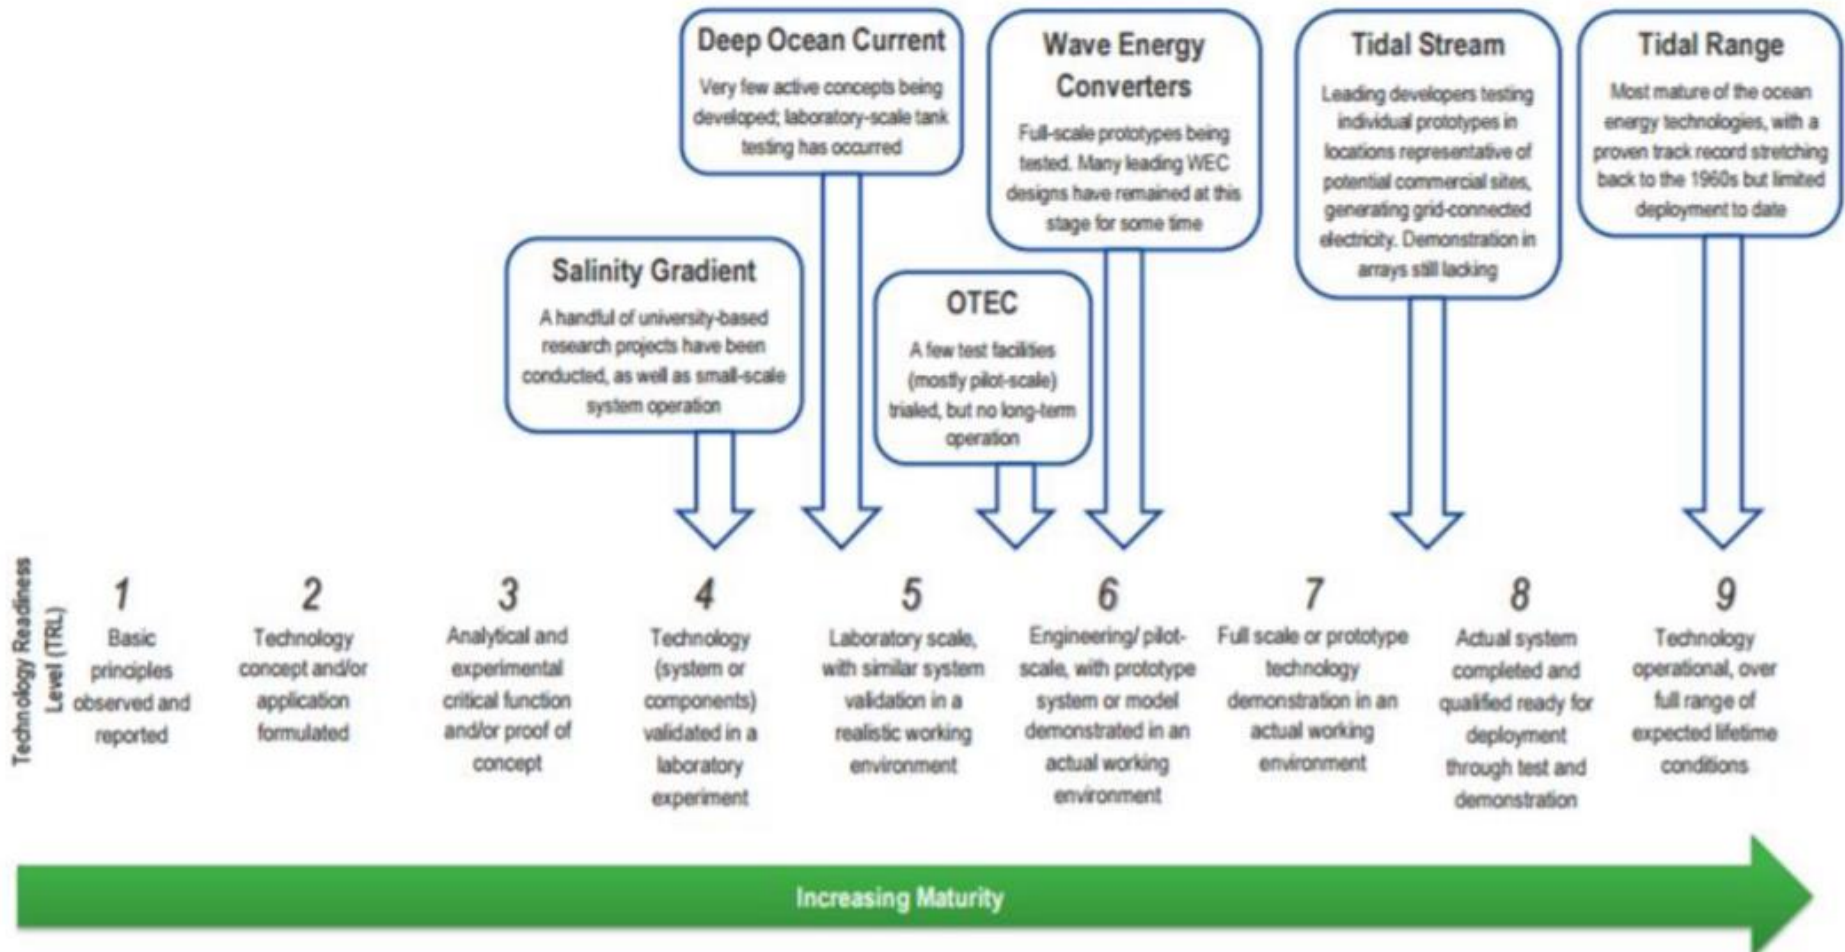 Deep Ocean Current
Very few active concepts being
developed; laboratory-scale tank
testing has occurred
Wave Energy
Converters
Full-scale prototypes being
tested. Many leading WEC
designs have remained at this
stage for some time
Tidal Stream
Leading developers testing
individual prototypes in
locations representative of
potential commercial sites,
generating grid-connected
electricity. Demonstration in
arrays still lacking
Tidal Range
Most mature of the ocean
energy technologies, with a
proven track record stretching
back to the 1960s but limited
deployment to date
Salinity Gradient
A handful of university-based
research projects have been
conducted, as well as small-scale
system operation
OTEC
A few test facilities
(mostly pilot-scale)
trialed, but no long-term
operation
Technology Readiness
Level (TRL)
1
Basic
principles
observed and
reported
2
Technology
concept and/or
application
formulated
3
Analytical and
experimental
critical function
and/or proof of
concept
4
Technology
(system or
components)
validated in a
laboratory
experiment
5
Laboratory scale,
with similar system
validation in a
realistic working
environment
6
Engineering/ pilot-
scale, with prototype
system or model
demonstrated in an
actual working
environment
7
Full scale or prototype
technology
demonstration in an
actual working
environment
8
Actual system
completed and
qualified ready for
deployment
through test and
demonstration
9
Technology
operational, over
full range of
expected lifetime
conditions
Increasing Maturity